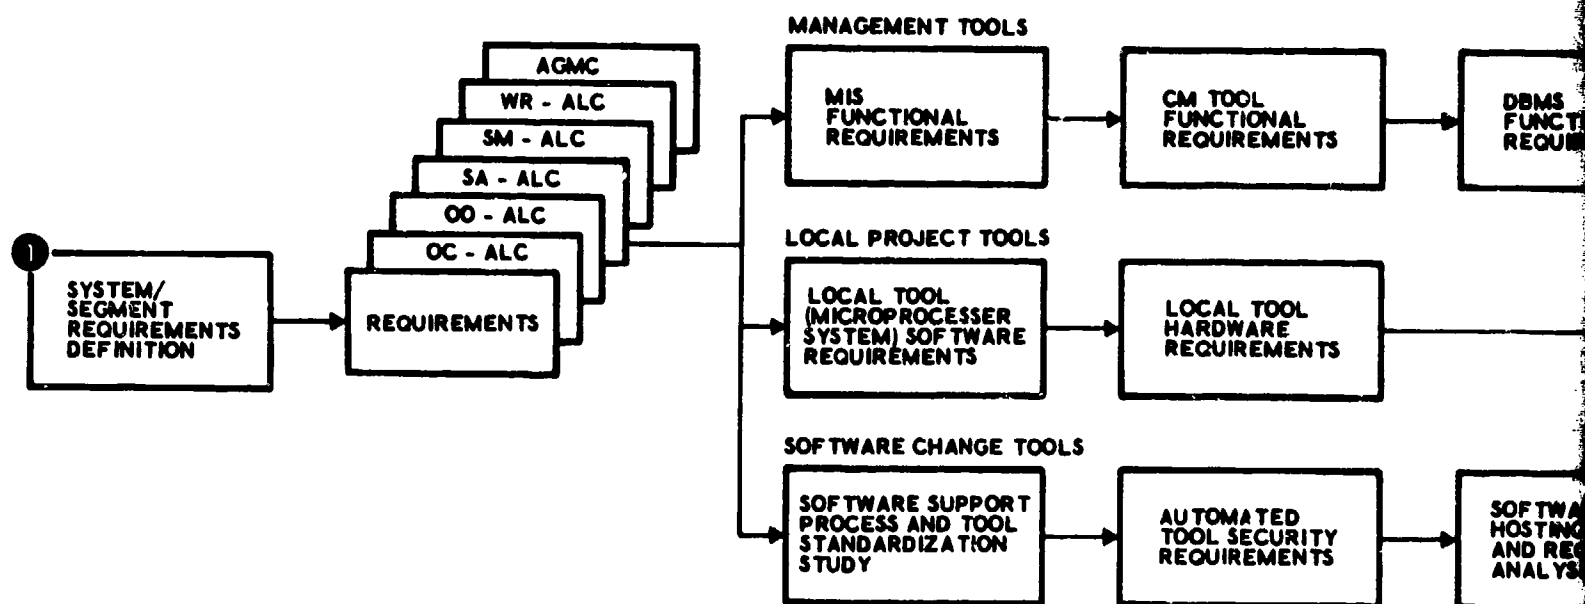 MANAGEMENT TOOLS
AGMC
WR - ALC
SM - ALC
SA - ALC
OO - ALC
OC - ALC
REQUIREMENTS
1
SYSTEM/
SEGMENT
REQUIREMENTS
DEFINITION
MIS
FUNCTIONAL
REQUIREMENTS
CM TOOL
FUNCTIONAL
REQUIREMENTS
DBMS
LOCAL PROJECT TOOLS
LOCAL TOOL
(MICROPROCESSER
SYSTEM) SOFTWARE
REQUIREMENTS
LOCAL TOOL
HARDWARE
REQUIREMENTS
SOFTWARE CHANGE TOOLS
SOFTWARE SUPPORT
PROCESS AND TOOL
STANDARDIZATION
STUDY
AUTOMATED
TOOL SECURITY
REQUIREMENTS
HOSTING
AND